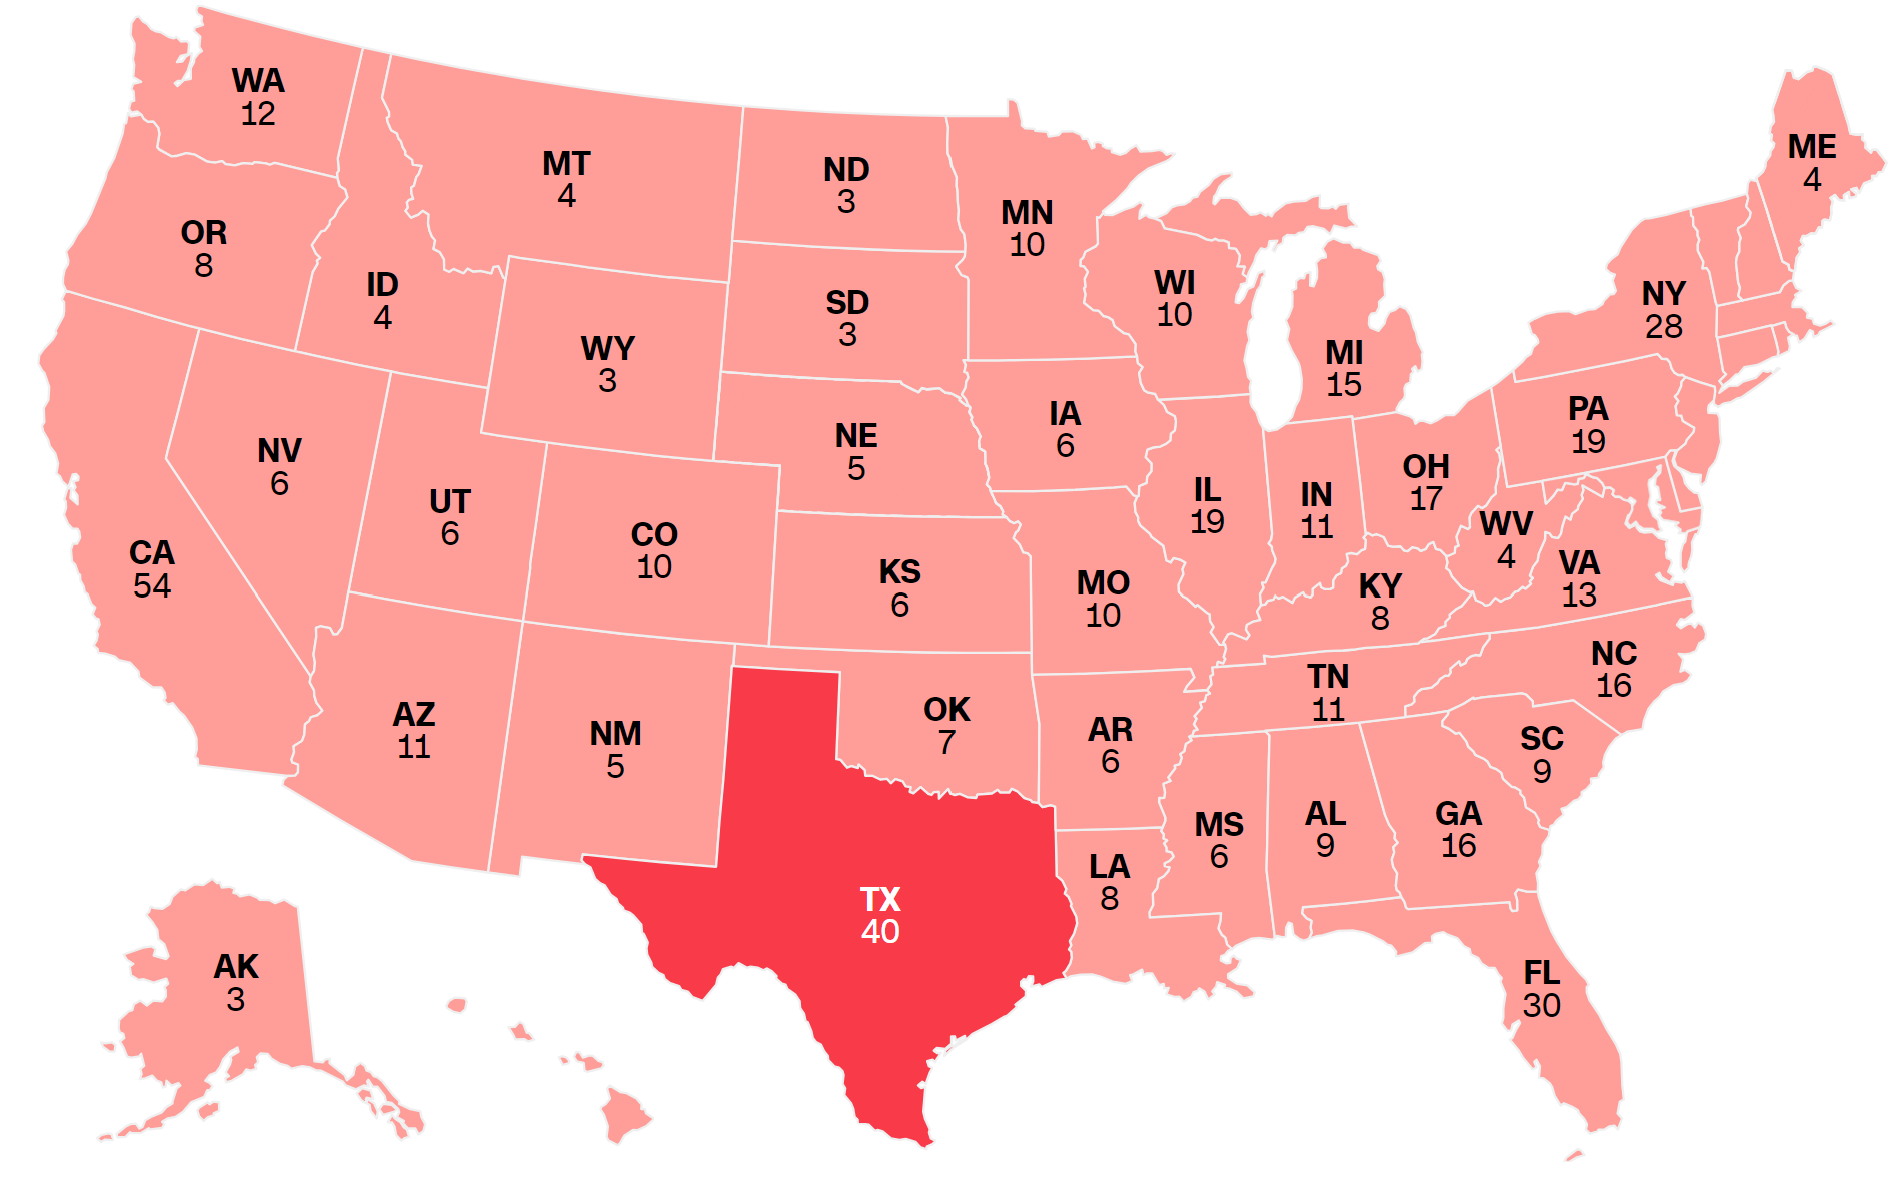 WA
12
MT
4
ND
3
MN
10
ME
4
OR
8
ID
4
WY
3
SD
3
WI
10
MI
15
NY
28
NV
6
UT
6
CO
10
NE
5
IA
6
IL
19
IN
11
OH
17
PA
19
CA
54
KS
6
MO
10
KY
8
WV
4
VA
13
AZ
11
NM
5
OK
7
AR
6
TN
11
NC
16
SC
9
TX
40
LA
8
MS
6
AL
9
GA
16
FL
30
AK
3